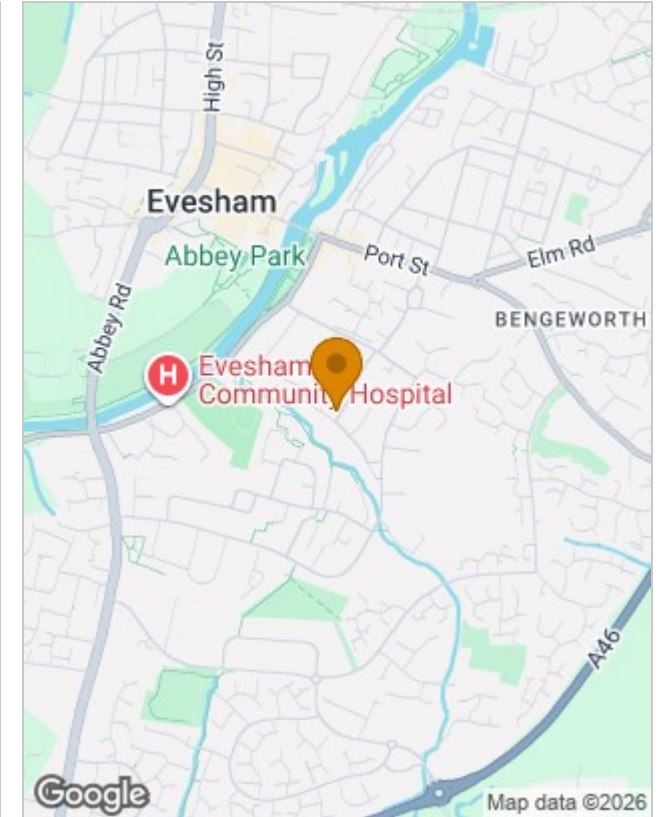 High St
Evesham
Abbey Park
Port St
Elm Rd
BENGEWORTH
Abbey Rd
H
Evesham
Community Hospital
A46
Google
Map data ©2026